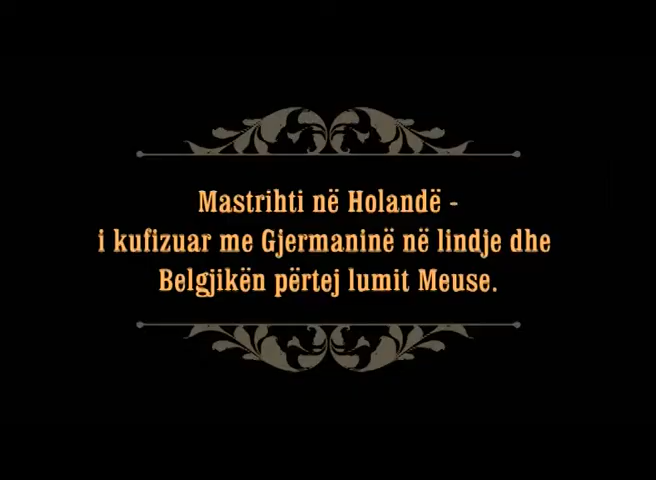 Mastrihti në Holandë -
i kufizuar me Gjermaninë në lindje dhe
Belgjikën përtej lumit Meuse.